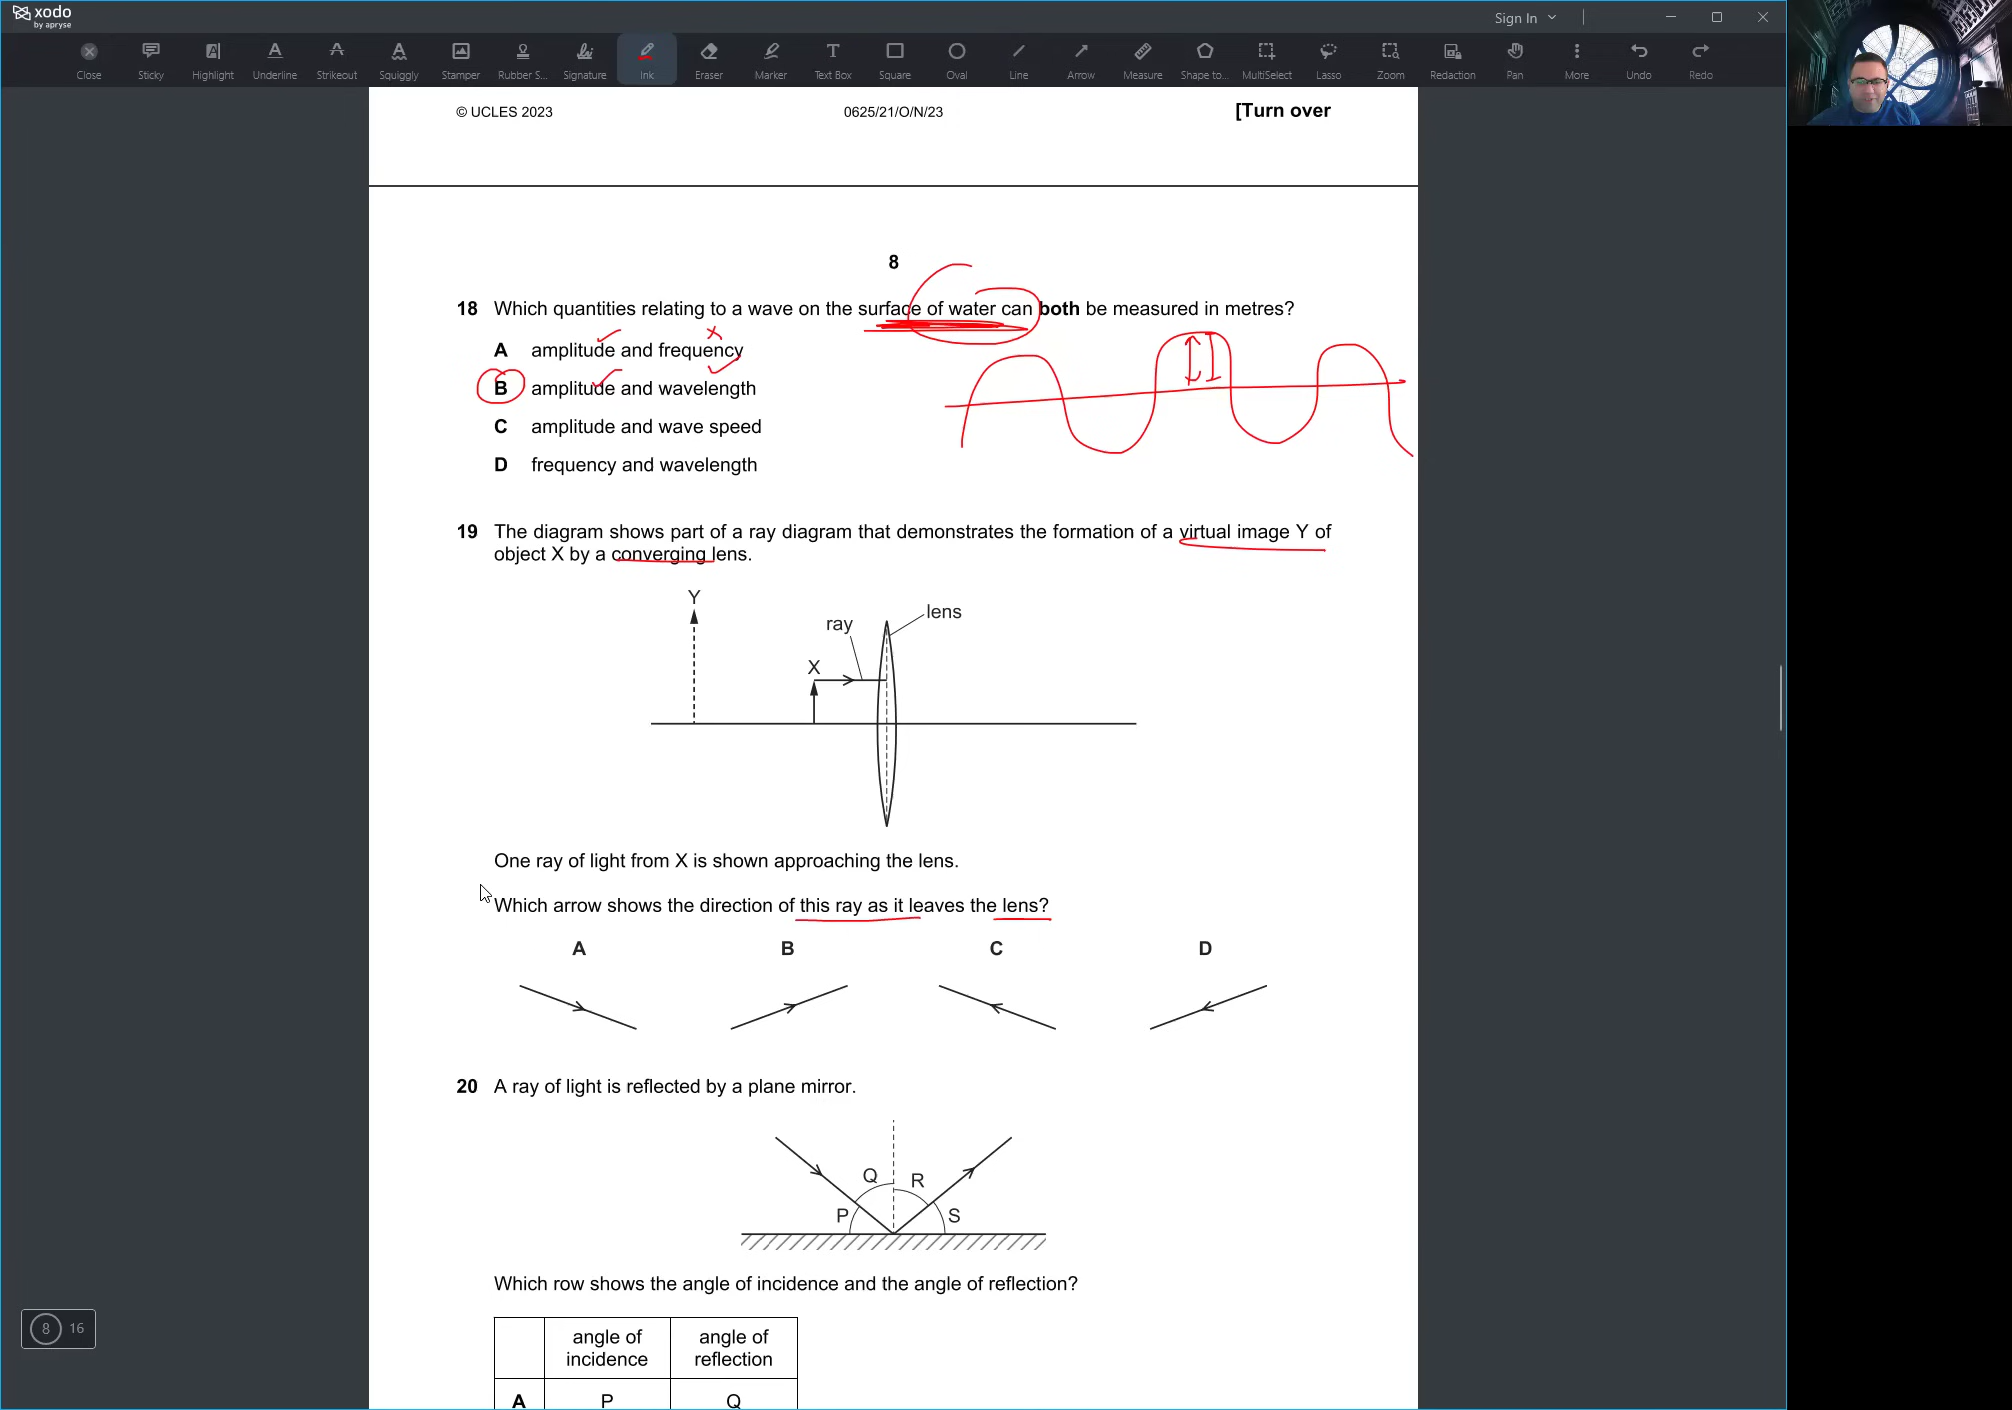 xodo
by apryse
Sign In
Close Sticky Highlight Underline Strikeout Squiggly Stamper Rubber S... Signature Ink Eraser Marker Text Box Square Oval Line Arrow Measure Shape to... MultiSelect Lasso Zoom Redaction Pan More Undo Redo
© UCLES 2023 0625/21/O/N/23 [Turn over
8
18 Which quantities relating to a wave on the surface of water can both be measured in metres?
A amplitude and frequency
B amplitude and wavelength
C amplitude and wave speed
D frequency and wavelength
19 The diagram shows part of a ray diagram that demonstrates the formation of a virtual image Y of
object X by a converging lens.
Y
lens
ray
X
One ray of light from X is shown approaching the lens.
Which arrow shows the direction of this ray as it leaves the lens?
A B C D
20 A ray of light is reflected by a plane mirror.
Q R
P S
Which row shows the angle of incidence and the angle of reflection?
angle of angle of
incidence reflection
A P Q
8 16